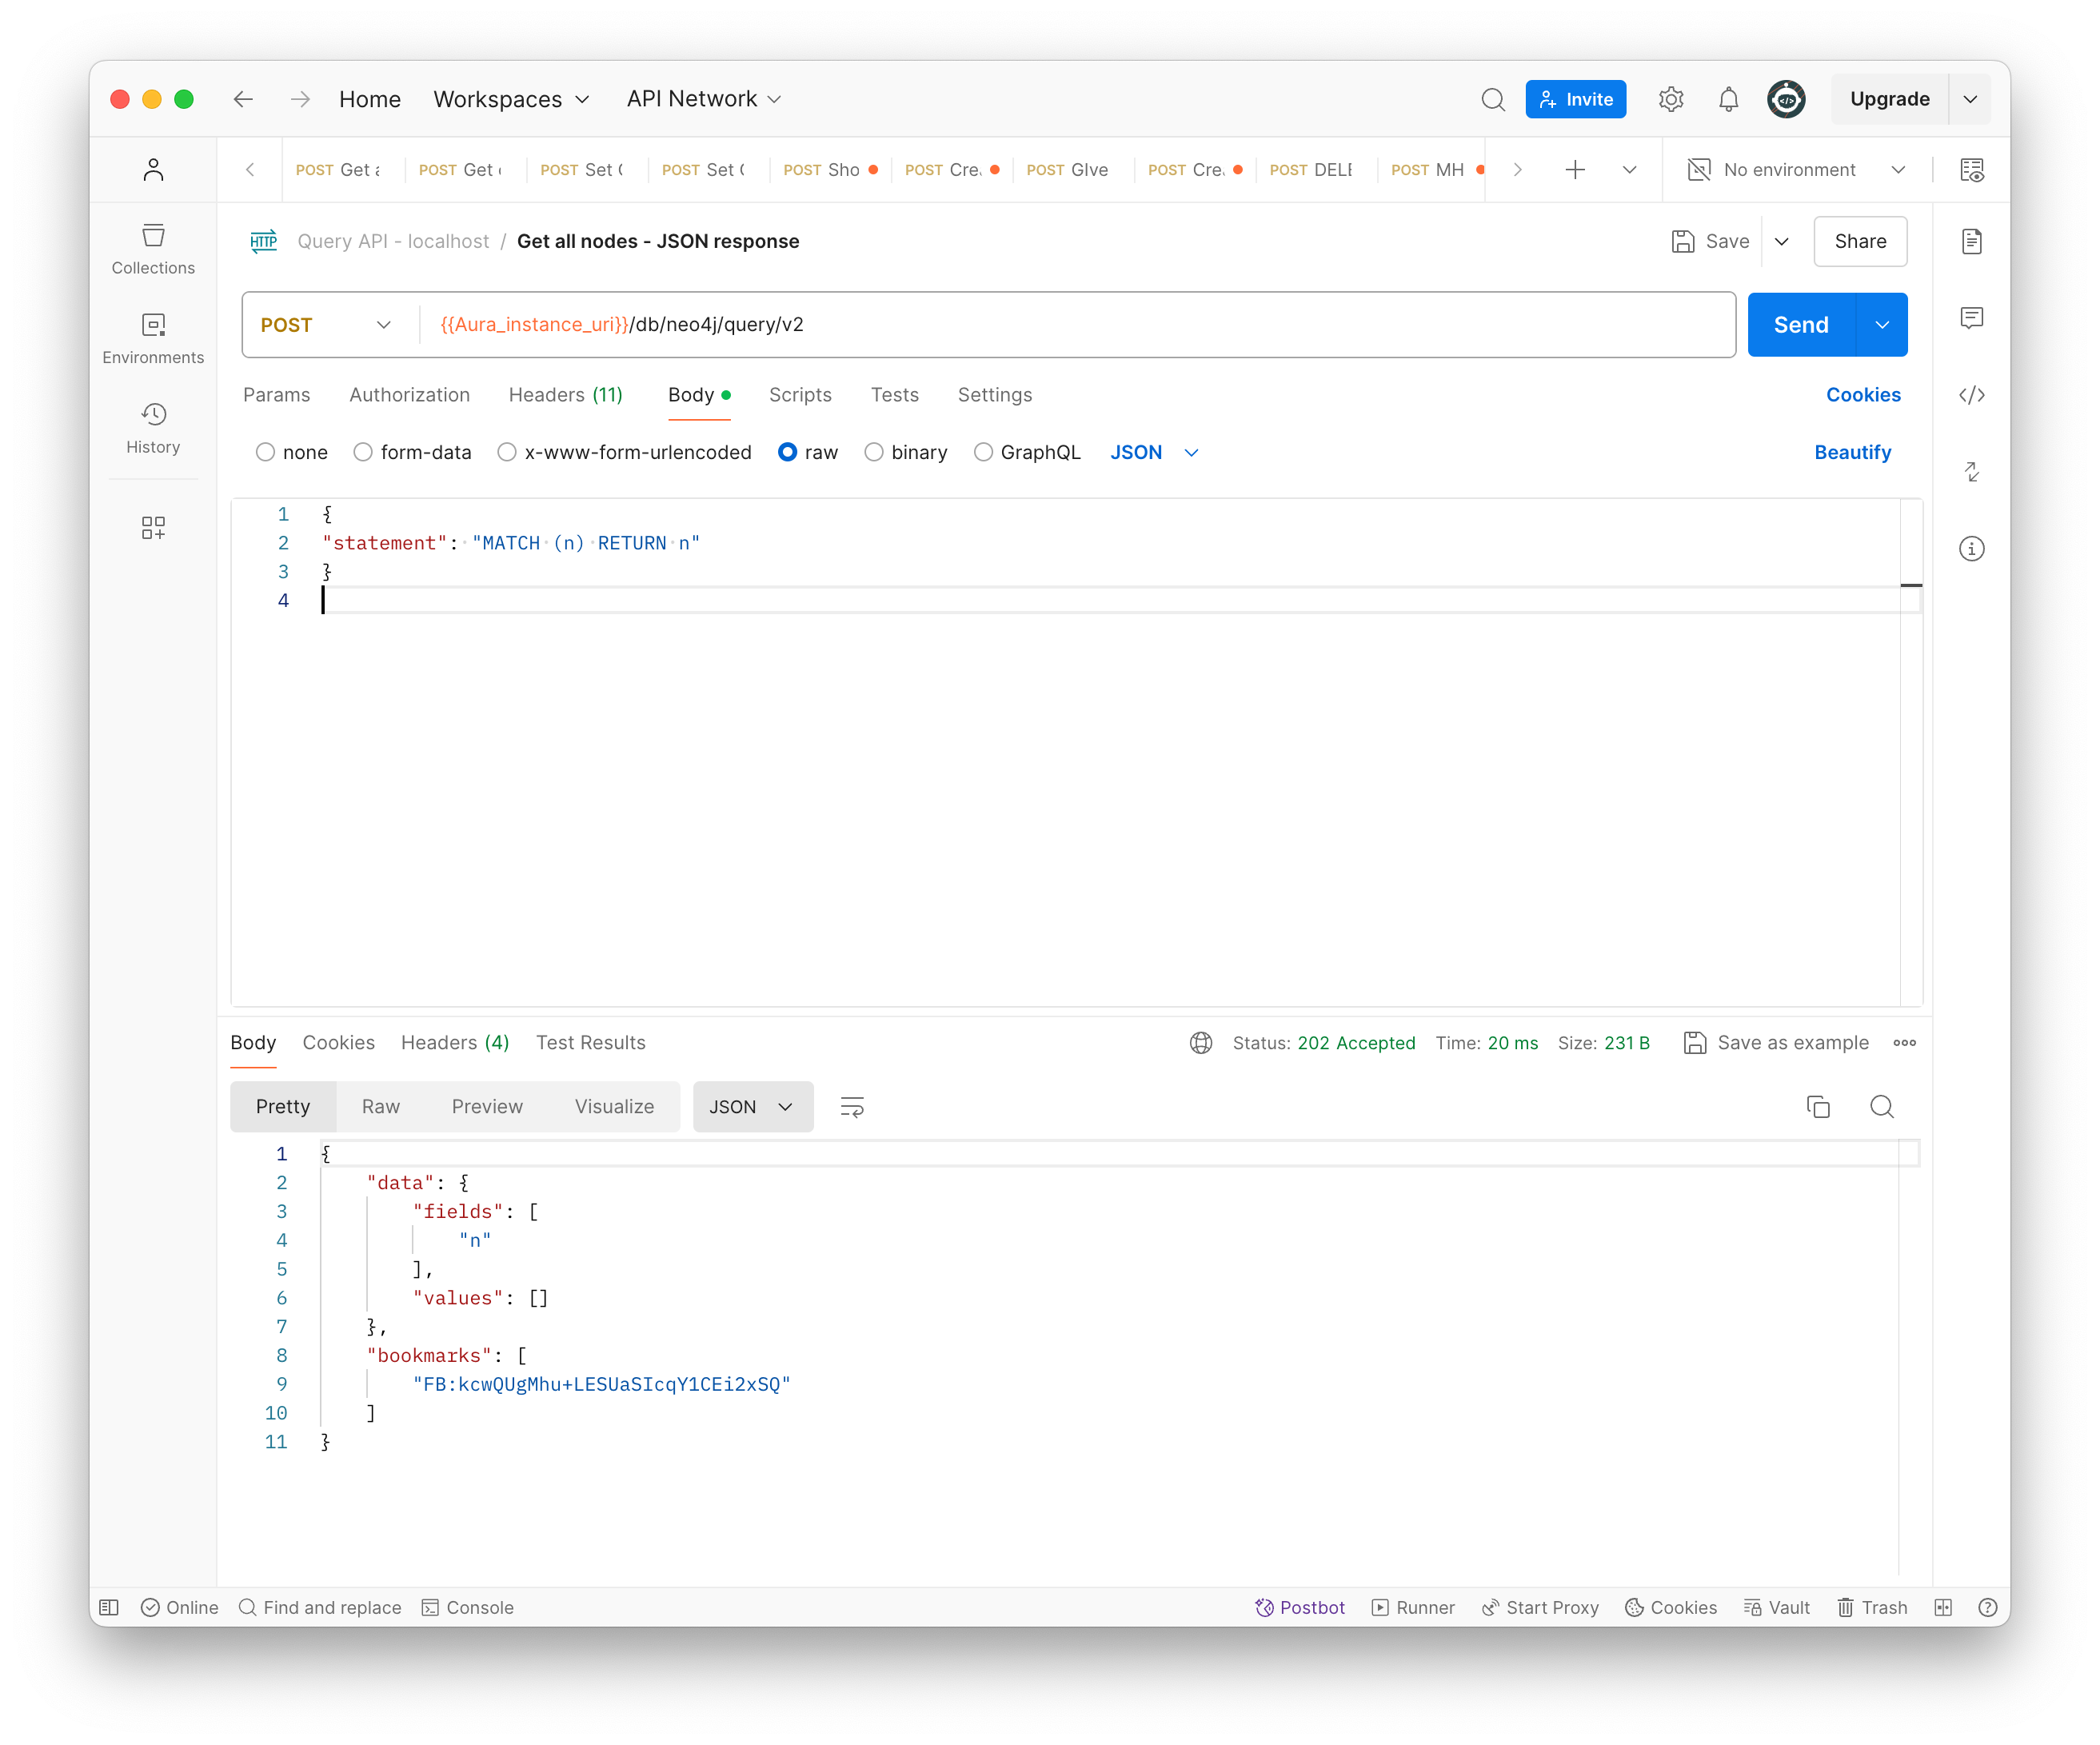 Home Workspaces API Network Invite Upgrade
POST Get POST Get POST Set POST Set POST Sho POST Cre POST GIve POST Cre POST DELE POST MH No environment
Collections
Environments
History
HTTP Query API - localhost / Get all nodes - JSON response Save Share
POST {{Aura_instance_uri}}/db/neo4j/query/v2 Send
Params Authorization Headers (11) Body Scripts Tests Settings Cookies
none form-data x-www-form-urlencoded raw binary GraphQL JSON Beautify
1 {
2 "statement": "MATCH (n) RETURN n"
3 }
4
Body Cookies Headers (4) Test Results Status: 202 Accepted Time: 20 ms Size: 231 B Save as example
Pretty Raw Preview Visualize JSON
1 {
2 "data": {
3 "fields": [
4 "n"
5 ],
6 "values": []
7 },
8 "bookmarks": [
9 "FB:kcwQUgMhu+LESUaSIcqY1CEi2xSQ"
10 ]
11 }
Online Find and replace Console Postbot Runner Start Proxy Cookies Vault Trash